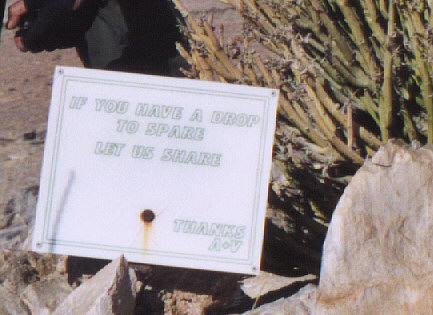 IF YOU HAVE A DROP
TO SPARE
LET US SHARE
THANKS
A+V